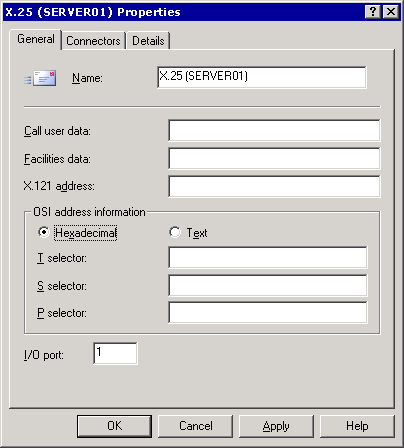 X.25 (SERVER01) Properties
General Connectors Details
Name: X.25 (SERVER01)
Call user data:
Facilities data:
X.121 address:
OSI address information
Hexadecimal Text
T selector:
S selector:
P selector:
I/O port: 1
OK Cancel Apply Help